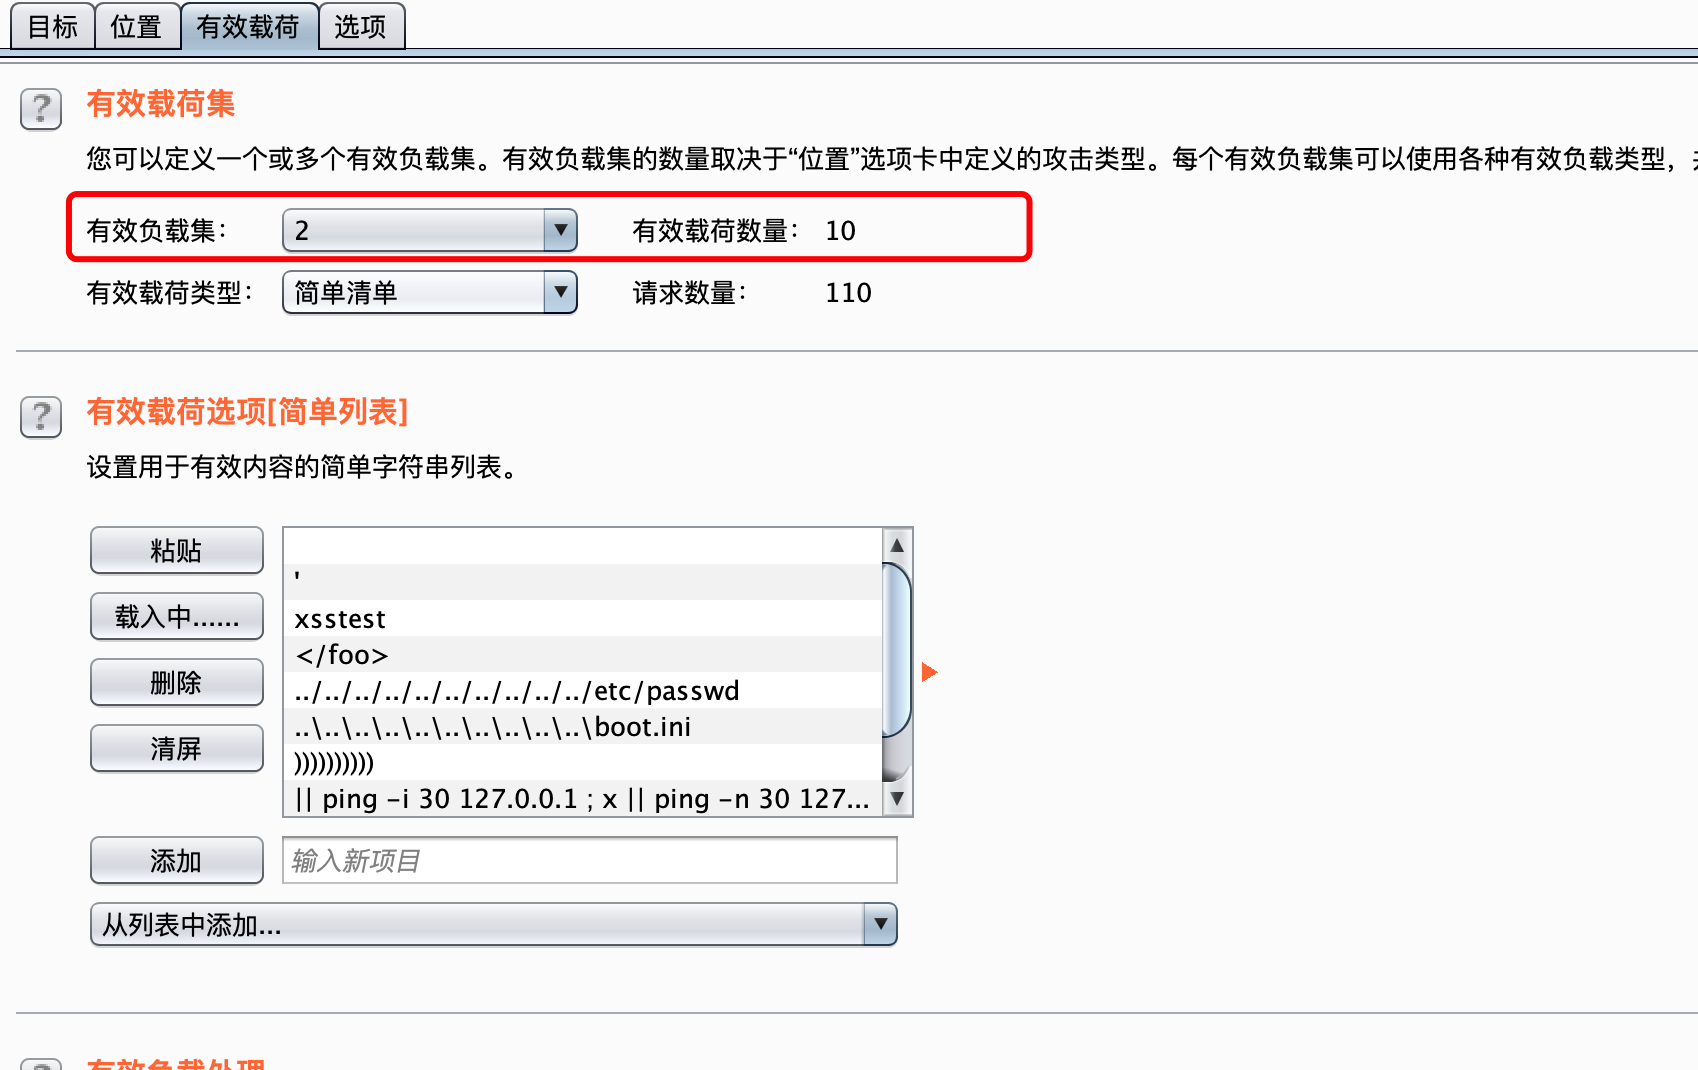 目标 位置 有效载荷 选项
? 有效载荷集
您可以定义一个或多个有效负载集。有效负载集的数量取决于“位置”选项卡中定义的攻击类型。每个有效负载集可以使用各种有效负载类型，
有效负载集： 2 有效载荷数量： 10
有效载荷类型： 简单清单 请求数量： 110
? 有效载荷选项[简单列表]
设置用于有效内容的简单字符串列表。
粘贴
'
载入中...... xsstest
</foo>
删除 ../../../../../../../../../../etc/passwd
..\..\..\..\..\..\..\..\..\..\boot.ini
清屏 ))))))))))
|| ping -i 30 127.0.0.1 ; x || ping -n 30 127...
添加 输入新项目
从列表中添加...
? 有效负载处理